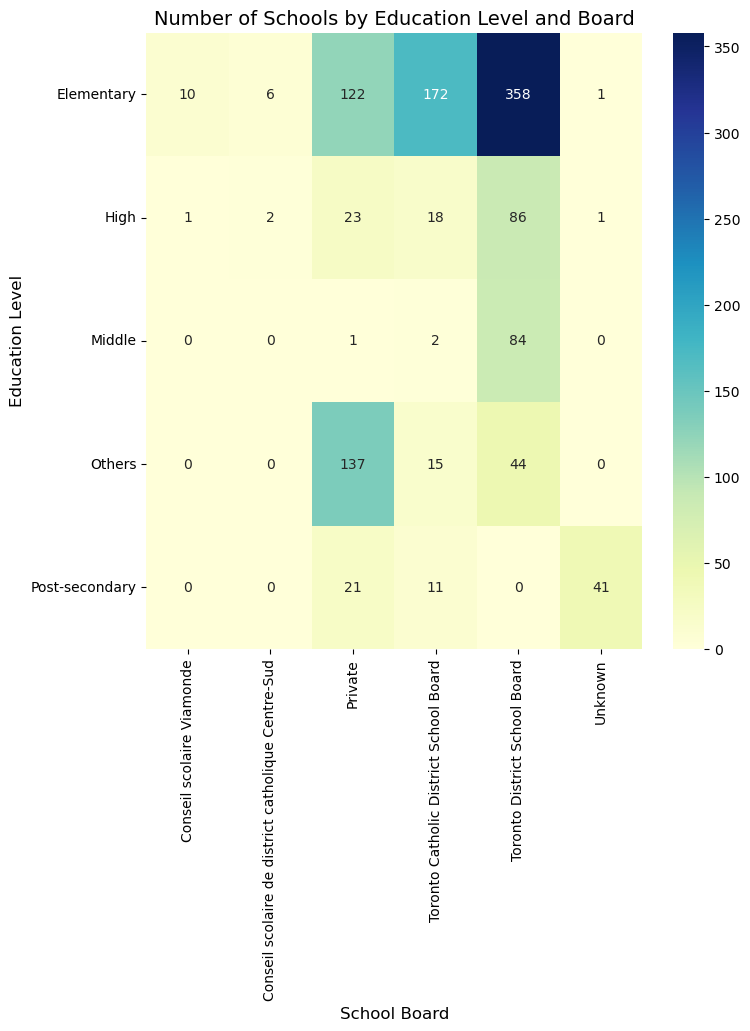 Number of Schools by Education Level and Board
Education Level
Elementary 10 6 122 172 358 1
High 1 2 23 18 86 1
Middle 0 0 1 2 84 0
Others 0 0 137 15 44 0
Post-secondary 0 0 21 11 0 41
Conseil scolaire Viamonde
Conseil scolaire de district catholique Centre-Sud
Private
Toronto Catholic District School Board
Toronto District School Board
Unknown
School Board
350
300
250
200
150
100
50
0